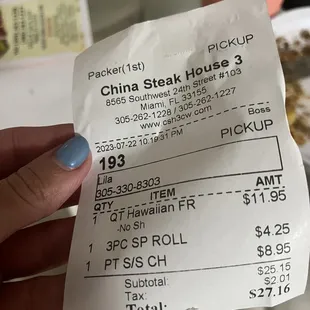 PICKUP
Packer(1st)
China Steak House 3
8565 Southwest 24th Street #103
Miami, FL 33155
305-262-1228 / 305-262-1227
www.csh3cw.com
2023-07-22 10:19:31 PM Boss
193 PICKUP
Lila
305-330-8303
QTY ITEM AMT
1 QT Hawaiian FR $11.95
-No Sh
1 3PC SP ROLL $4.25
1 PT S/S CH $8.95
Subtotal: $25.15
Tax: $2.01
Total: $27.16